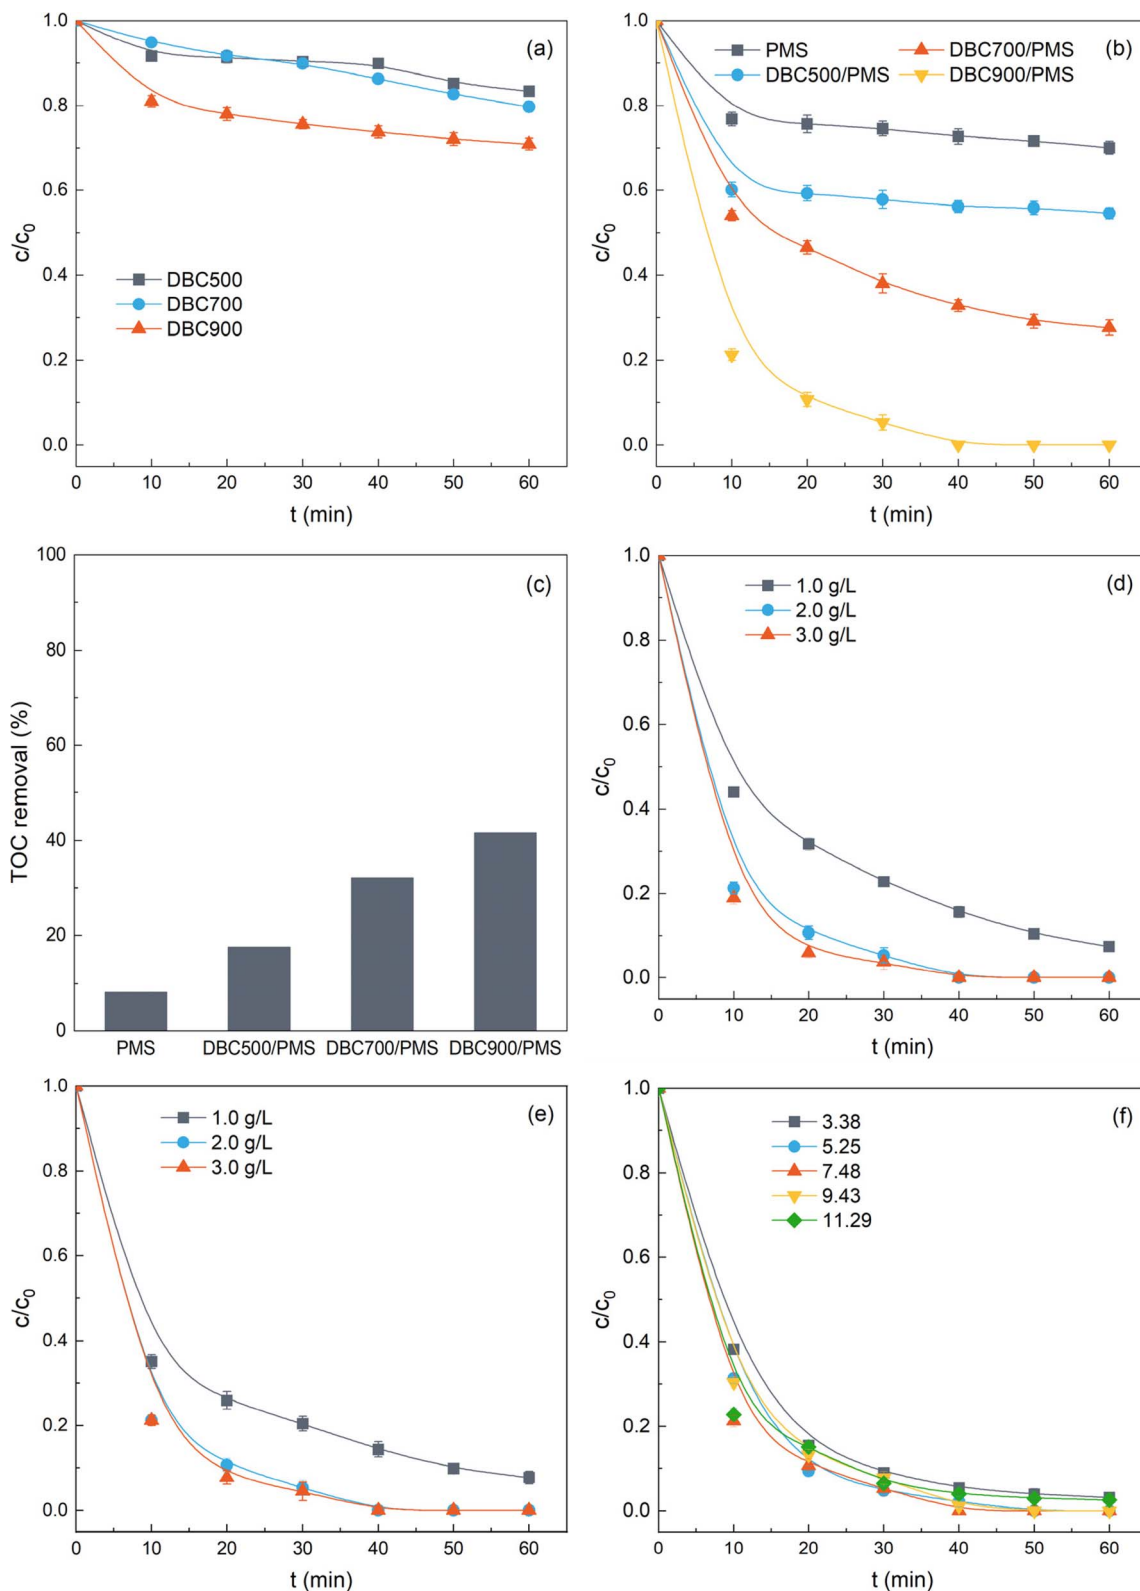 (a)
c/c0
1.0
0.8
0.6
0.4
0.2
0.0
DBC500
DBC700
DBC900
0 10 20 30 40 50 60
t (min)
(b)
c/c0
1.0
0.8
0.6
0.4
0.2
0.0
PMS DBC700/PMS
DBC500/PMS DBC900/PMS
0 10 20 30 40 50 60
t (min)
(c)
TOC removal (%)
100
80
60
40
20
0
PMS DBC500/PMS DBC700/PMS DBC900/PMS
(d)
c/c0
1.0
0.8
0.6
0.4
0.2
0.0
1.0 g/L
2.0 g/L
3.0 g/L
0 10 20 30 40 50 60
t (min)
(e)
c/c0
1.0
0.8
0.6
0.4
0.2
0.0
1.0 g/L
2.0 g/L
3.0 g/L
0 10 20 30 40 50 60
t (min)
(f)
c/c0
1.0
0.8
0.6
0.4
0.2
0.0
3.38
5.25
7.48
9.43
11.29
0 10 20 30 40 50 60
t (min)